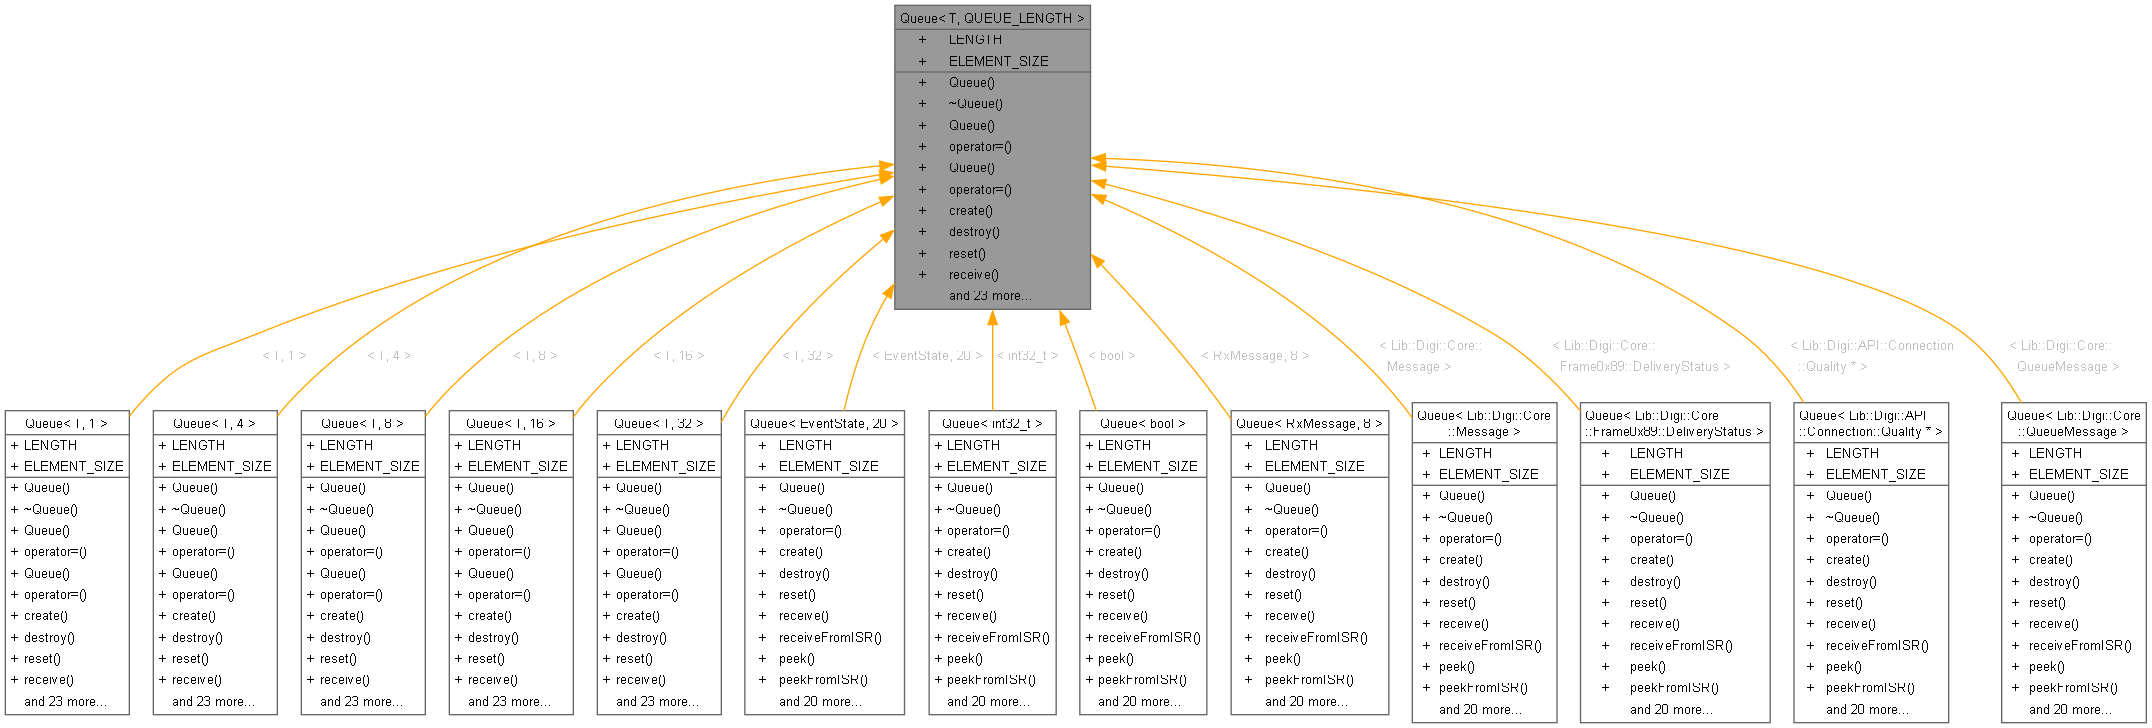 Queue< T, QUEUE_LENGTH >
+ LENGTH
+ ELEMENT_SIZE
+ Queue()
+ ~Queue()
+ Queue()
+ operator=()
+ Queue()
+ operator=()
+ create()
+ destroy()
+ reset()
+ receive()
and 23 more...
< T, 1 >
< T, 4 >
< T, 8 >
< T, 16 >
< T, 32 >
< EventState, 20 >
< int32_t >
< bool >
< RxMessage, 8 >
< Lib::Digi::Core::
Message >
< Lib::Digi::Core::
Frame0x89::DeliveryStatus >
< Lib::Digi::API::Connection
::Quality * >
< Lib::Digi::Core::
QueueMessage >
Queue< T, 1 >
+ LENGTH
+ ELEMENT_SIZE
+ Queue()
+ ~Queue()
+ Queue()
+ operator=()
+ Queue()
+ operator=()
+ create()
+ destroy()
+ reset()
+ receive()
and 23 more...
Queue< T, 4 >
+ LENGTH
+ ELEMENT_SIZE
+ Queue()
+ ~Queue()
+ Queue()
+ operator=()
+ Queue()
+ operator=()
+ create()
+ destroy()
+ reset()
+ receive()
and 23 more...
Queue< T, 8 >
+ LENGTH
+ ELEMENT_SIZE
+ Queue()
+ ~Queue()
+ Queue()
+ operator=()
+ Queue()
+ operator=()
+ create()
+ destroy()
+ reset()
+ receive()
and 23 more...
Queue< T, 16 >
+ LENGTH
+ ELEMENT_SIZE
+ Queue()
+ ~Queue()
+ Queue()
+ operator=()
+ Queue()
+ operator=()
+ create()
+ destroy()
+ reset()
+ receive()
and 23 more...
Queue< T, 32 >
+ LENGTH
+ ELEMENT_SIZE
+ Queue()
+ ~Queue()
+ Queue()
+ operator=()
+ Queue()
+ operator=()
+ create()
+ destroy()
+ reset()
+ receive()
and 23 more...
Queue< EventState, 20 >
+ LENGTH
+ ELEMENT_SIZE
+ Queue()
+ ~Queue()
+ operator=()
+ create()
+ destroy()
+ reset()
+ receive()
+ receiveFromISR()
+ peek()
+ peekFromISR()
and 20 more...
Queue< int32_t >
+ LENGTH
+ ELEMENT_SIZE
+ Queue()
+ ~Queue()
+ operator=()
+ create()
+ destroy()
+ reset()
+ receive()
+ receiveFromISR()
+ peek()
+ peekFromISR()
and 20 more...
Queue< bool >
+ LENGTH
+ ELEMENT_SIZE
+ Queue()
+ ~Queue()
+ operator=()
+ create()
+ destroy()
+ reset()
+ receive()
+ receiveFromISR()
+ peek()
+ peekFromISR()
and 20 more...
Queue< RxMessage, 8 >
+ LENGTH
+ ELEMENT_SIZE
+ Queue()
+ ~Queue()
+ operator=()
+ create()
+ destroy()
+ reset()
+ receive()
+ receiveFromISR()
+ peek()
+ peekFromISR()
and 20 more...
Queue< Lib::Digi::Core
::Message >
+ LENGTH
+ ELEMENT_SIZE
+ Queue()
+ ~Queue()
+ operator=()
+ create()
+ destroy()
+ reset()
+ receive()
+ receiveFromISR()
+ peek()
+ peekFromISR()
and 20 more...
Queue< Lib::Digi::Core
::Frame0x89::DeliveryStatus >
+ LENGTH
+ ELEMENT_SIZE
+ Queue()
+ ~Queue()
+ operator=()
+ create()
+ destroy()
+ reset()
+ receive()
+ receiveFromISR()
+ peek()
+ peekFromISR()
and 20 more...
Queue< Lib::Digi::API
::Connection::Quality * >
+ LENGTH
+ ELEMENT_SIZE
+ Queue()
+ ~Queue()
+ operator=()
+ create()
+ destroy()
+ reset()
+ receive()
+ receiveFromISR()
+ peek()
+ peekFromISR()
and 20 more...
Queue< Lib::Digi::Core
::QueueMessage >
+ LENGTH
+ ELEMENT_SIZE
+ Queue()
+ ~Queue()
+ operator=()
+ create()
+ destroy()
+ reset()
+ receive()
+ receiveFromISR()
+ peek()
+ peekFromISR()
and 20 more...